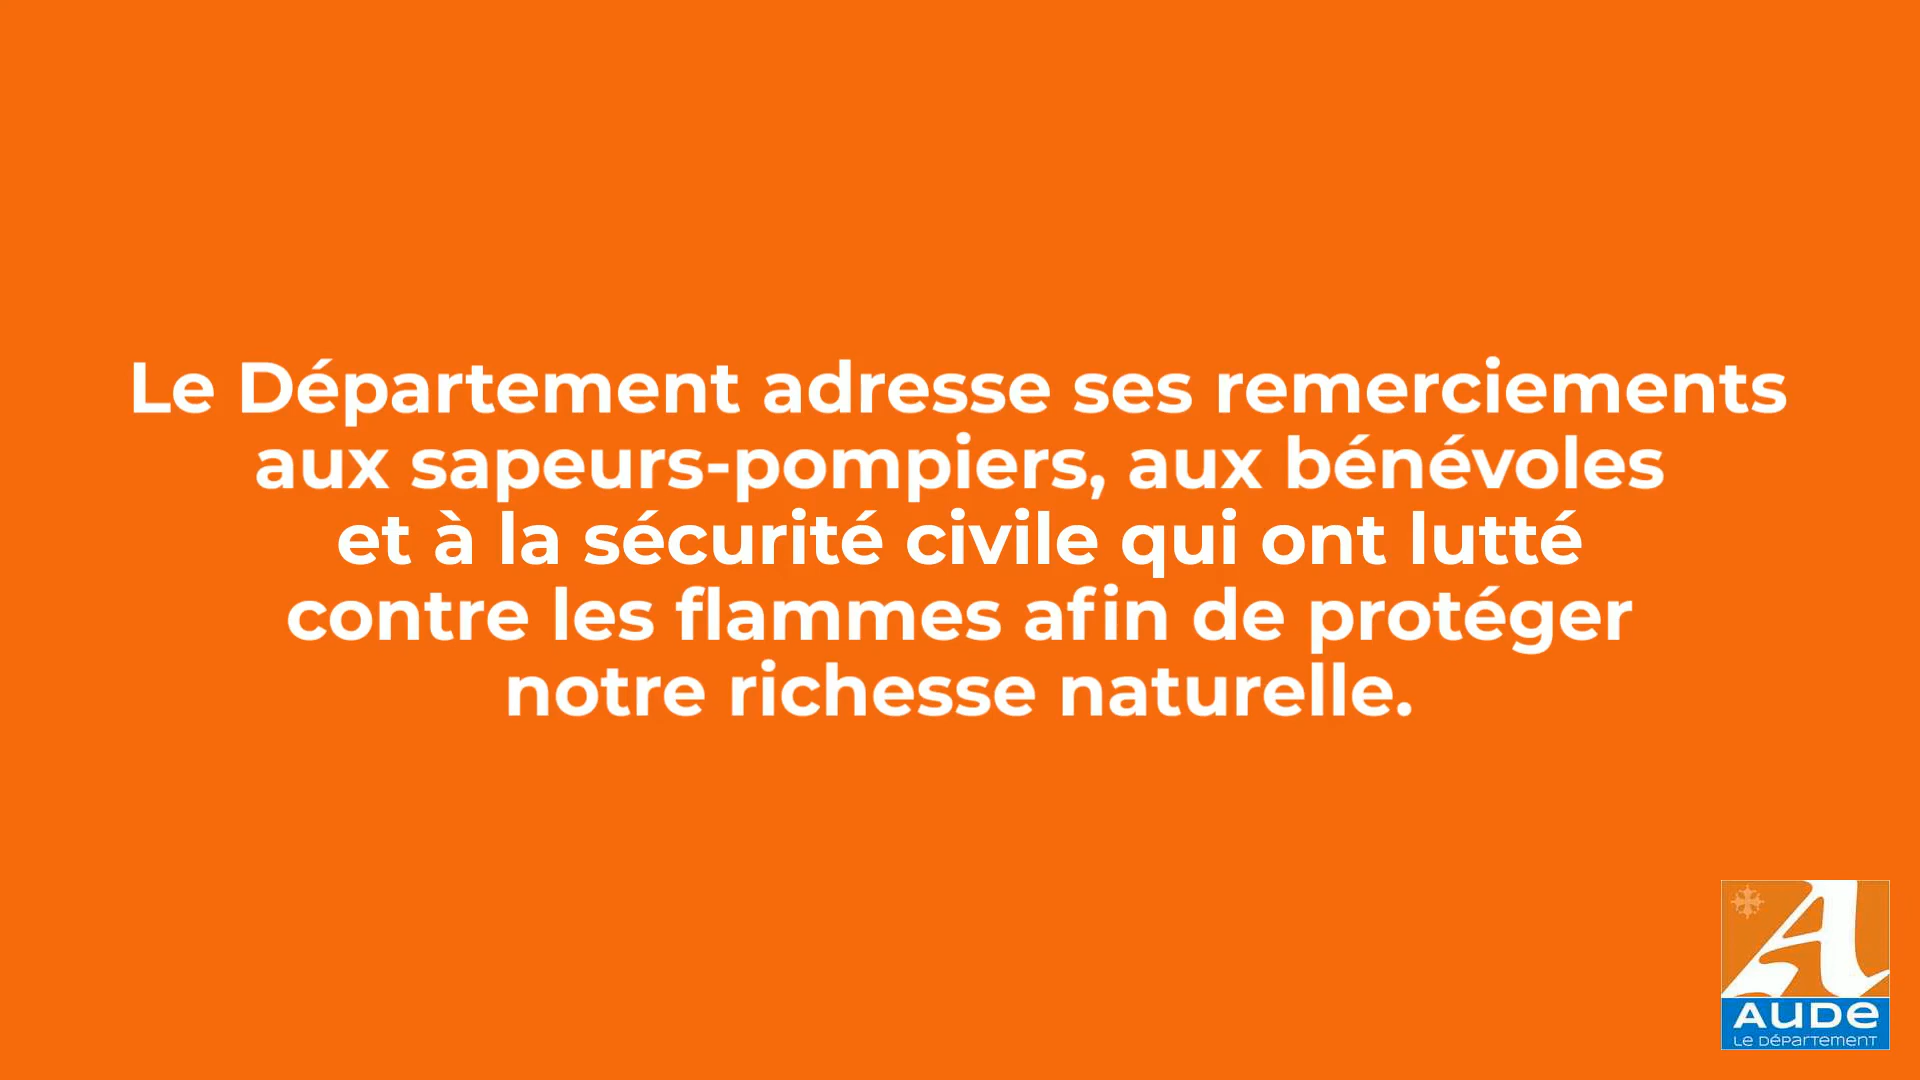 Le Département adresse ses remerciements
aux sapeurs-pompiers, aux bénévoles
et à la sécurité civile qui ont lutté
contre les flammes afin de protéger
notre richesse naturelle.
A
AUDe
Le DéParTemenT